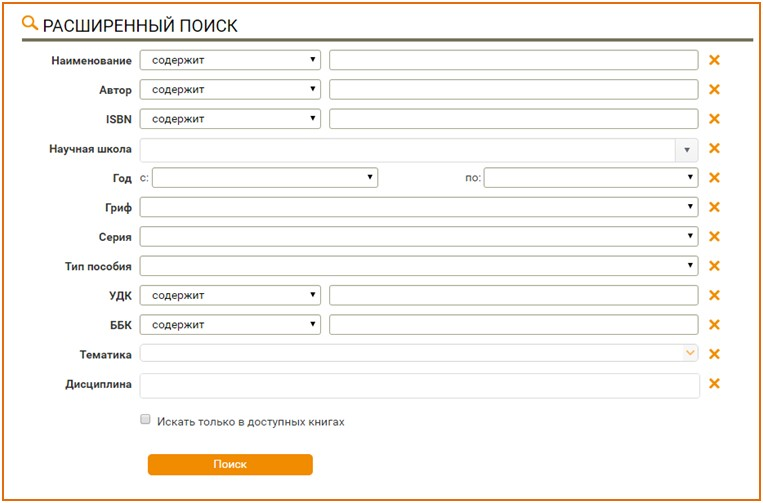 РАСШИРЕННЫЙ ПОИСК
Наименование содержит
Автор содержит
ISBN содержит
Научная школа
Год с: по:
Гриф
Серия
Тип пособия
УДК содержит
ББК содержит
Тематика
Дисциплина
Искать только в доступных книгах
Поиск